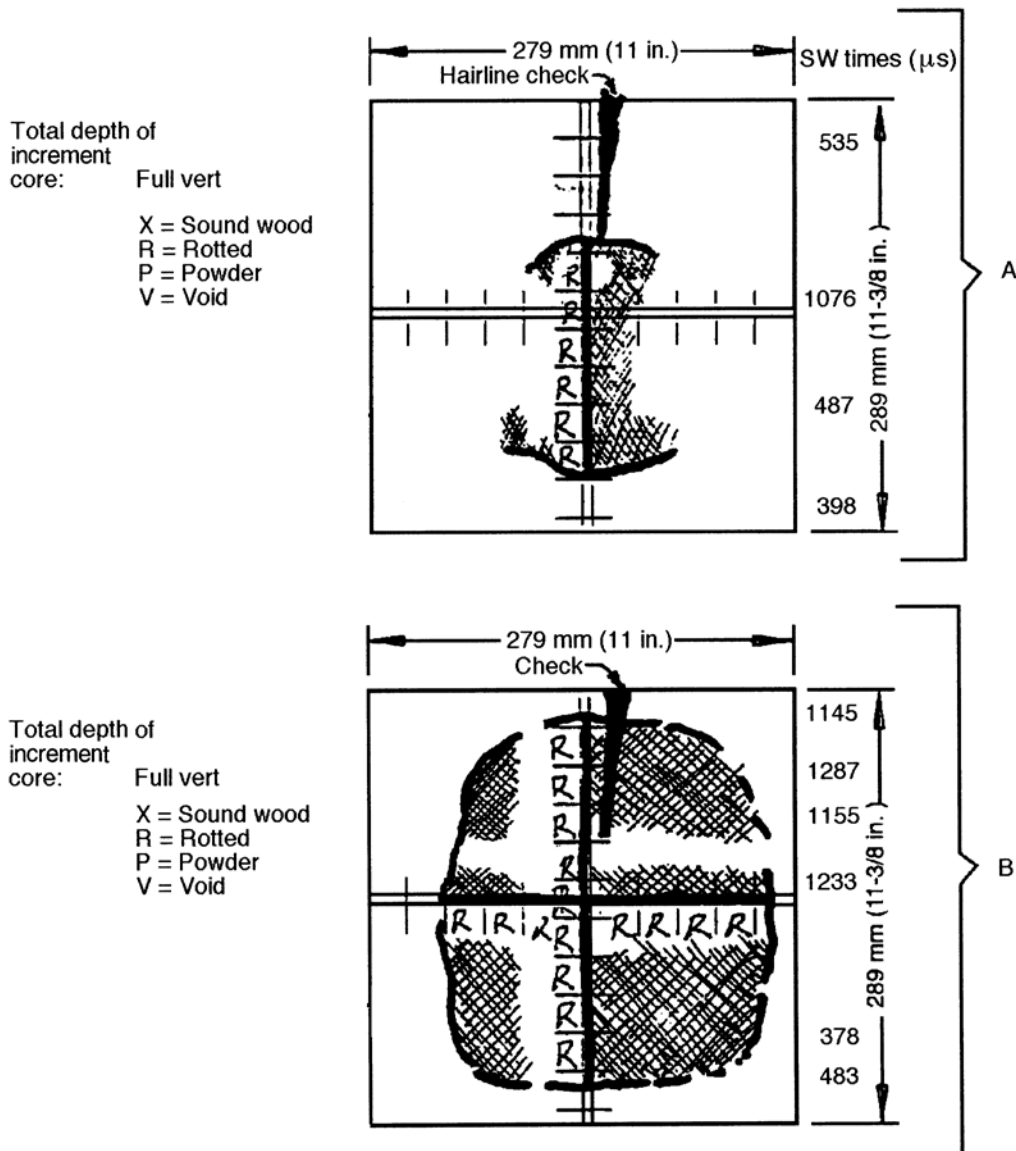 279 mm (11 in.)
SW times (μs)
Hairline check
Total depth of
increment
core: Full vert
X = Sound wood
R = Rotted
P = Powder
V = Void
535
1076
487
398
289 mm (11-3/8 in.)
A
R
R
R
R
R
R
279 mm (11 in.)
Check
Total depth of
increment
core: Full vert
X = Sound wood
R = Rotted
P = Powder
V = Void
1145
1287
1155
1233
378
483
289 mm (11-3/8 in.)
B
R
R
R
R
R R R R R R R
R
R
R
R